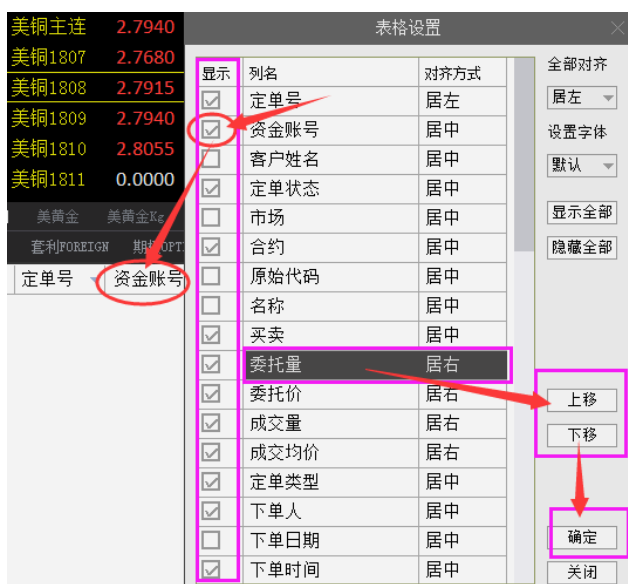 美铜主连 2.7940
美铜1807 2.7680
美铜1808 2.7915
美铜1809 2.7940
美铜1810 2.8055
美铜1811 0.0000
美黄金 美黄金Kg
套利FOREIGN
定单号 资金账号
表格设置
显示 列名 对齐方式
定单号 居左
资金账号 居中
客户姓名 居中
定单状态 居中
市场 居中
合约 居中
原始代码 居中
名称 居中
买卖 居中
委托量 居右
委托价 居右
成交量 居右
成交均价 居右
定单类型 居中
下单人 居中
下单日期 居中
下单时间 居中
全部对齐
居左
设置字体
默认
显示全部
隐藏全部
上移
下移
确定
关闭